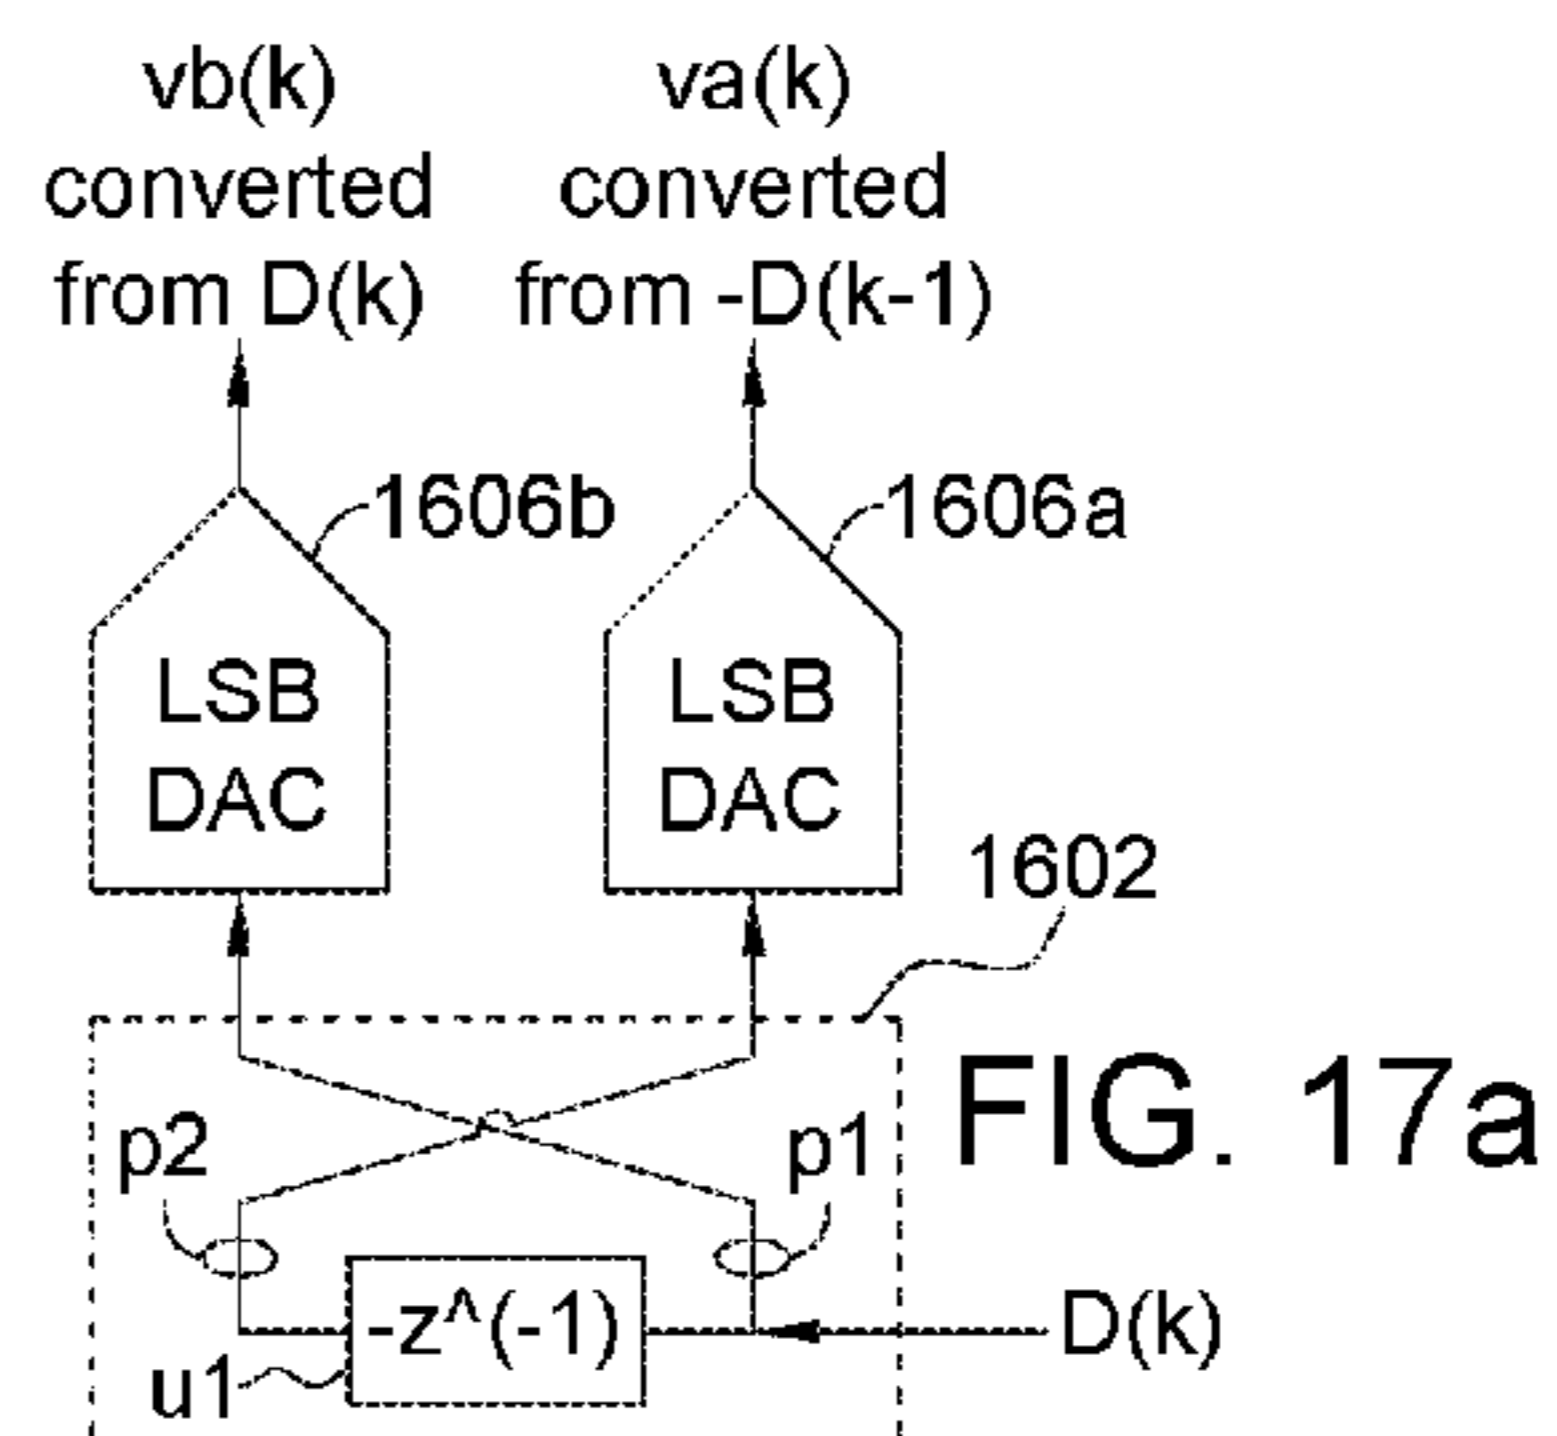 vb(k)
converted
from D(k)
va(k)
converted
from -D(k-1)
1606b
1606a
LSB
DAC
LSB
DAC
1602
FIG. 17a
p2
p1
-z^(-1)
D(k)
u1